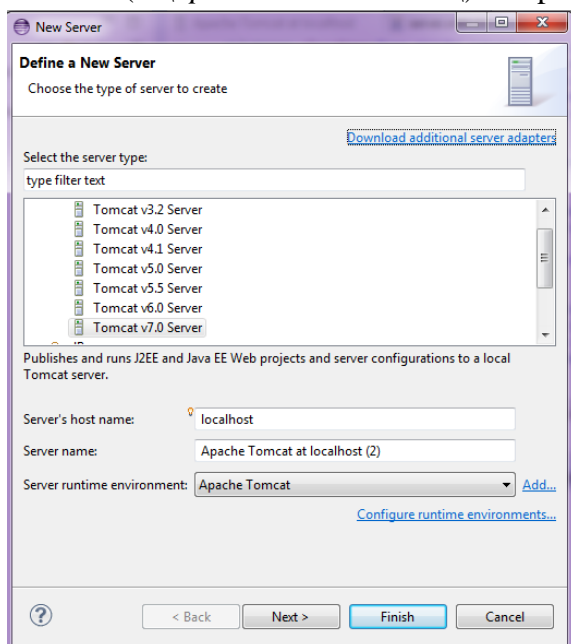 New Server
Define a New Server
Choose the type of server to create
Download additional server adapters
Select the server type:
type filter text
Tomcat v3.2 Server
Tomcat v4.0 Server
Tomcat v4.1 Server
Tomcat v5.0 Server
Tomcat v5.5 Server
Tomcat v6.0 Server
Tomcat v7.0 Server
Publishes and runs J2EE and Java EE Web projects and server configurations to a local
Tomcat server.
Server's host name: localhost
Server name: Apache Tomcat at localhost (2)
Server runtime environment: Apache Tomcat Add...
Configure runtime environments...
? < Back Next > Finish Cancel